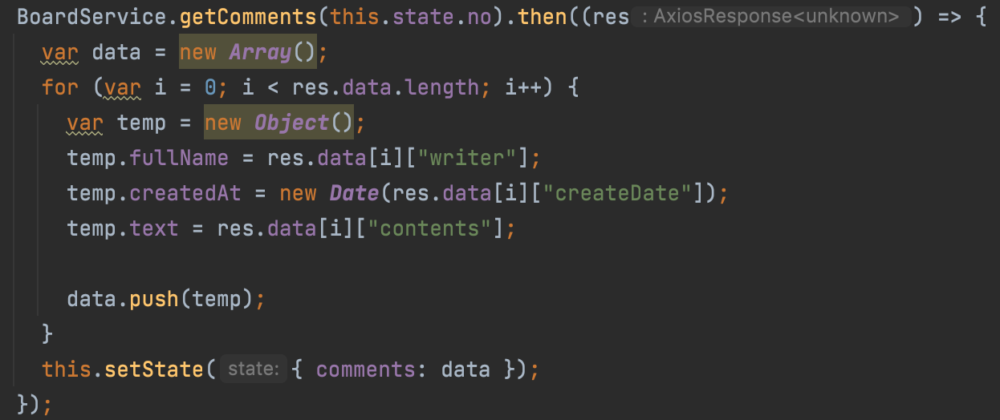 BoardService.getComments(this.state.no).then((res : AxiosResponse<unknown> ) => {
var data = new Array();
for (var i = 0; i < res.data.length; i++) {
var temp = new Object();
temp.fullName = res.data[i]["writer"];
temp.createdAt = new Date(res.data[i]["createDate"]);
temp.text = res.data[i]["contents"];
data.push(temp);
}
this.setState( state: { comments: data });
});